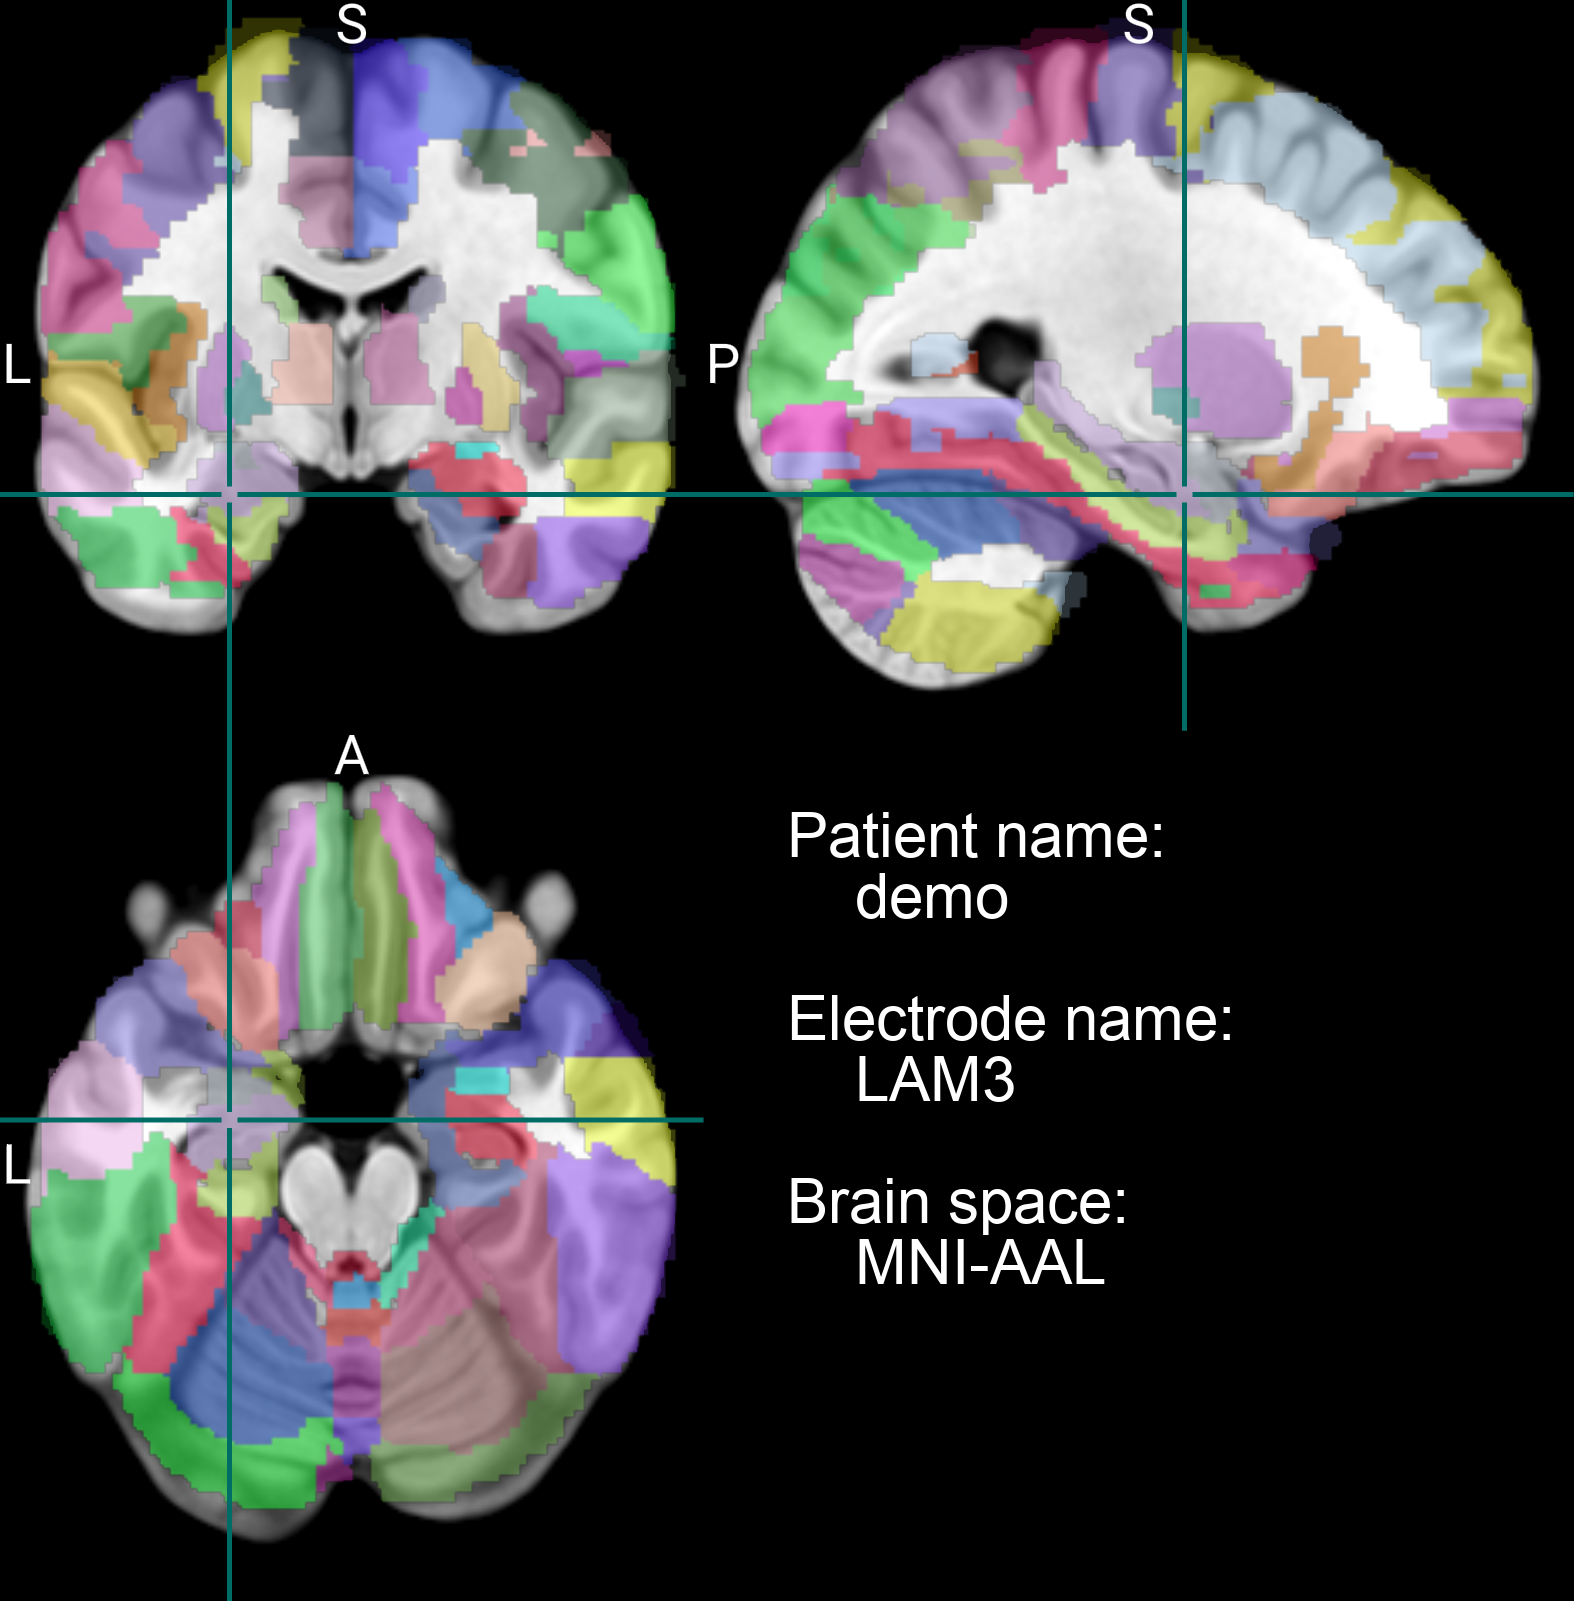 S
S
L
P
A
L
Patient name:
demo
Electrode name:
LAM3
Brain space:
MNI-AAL